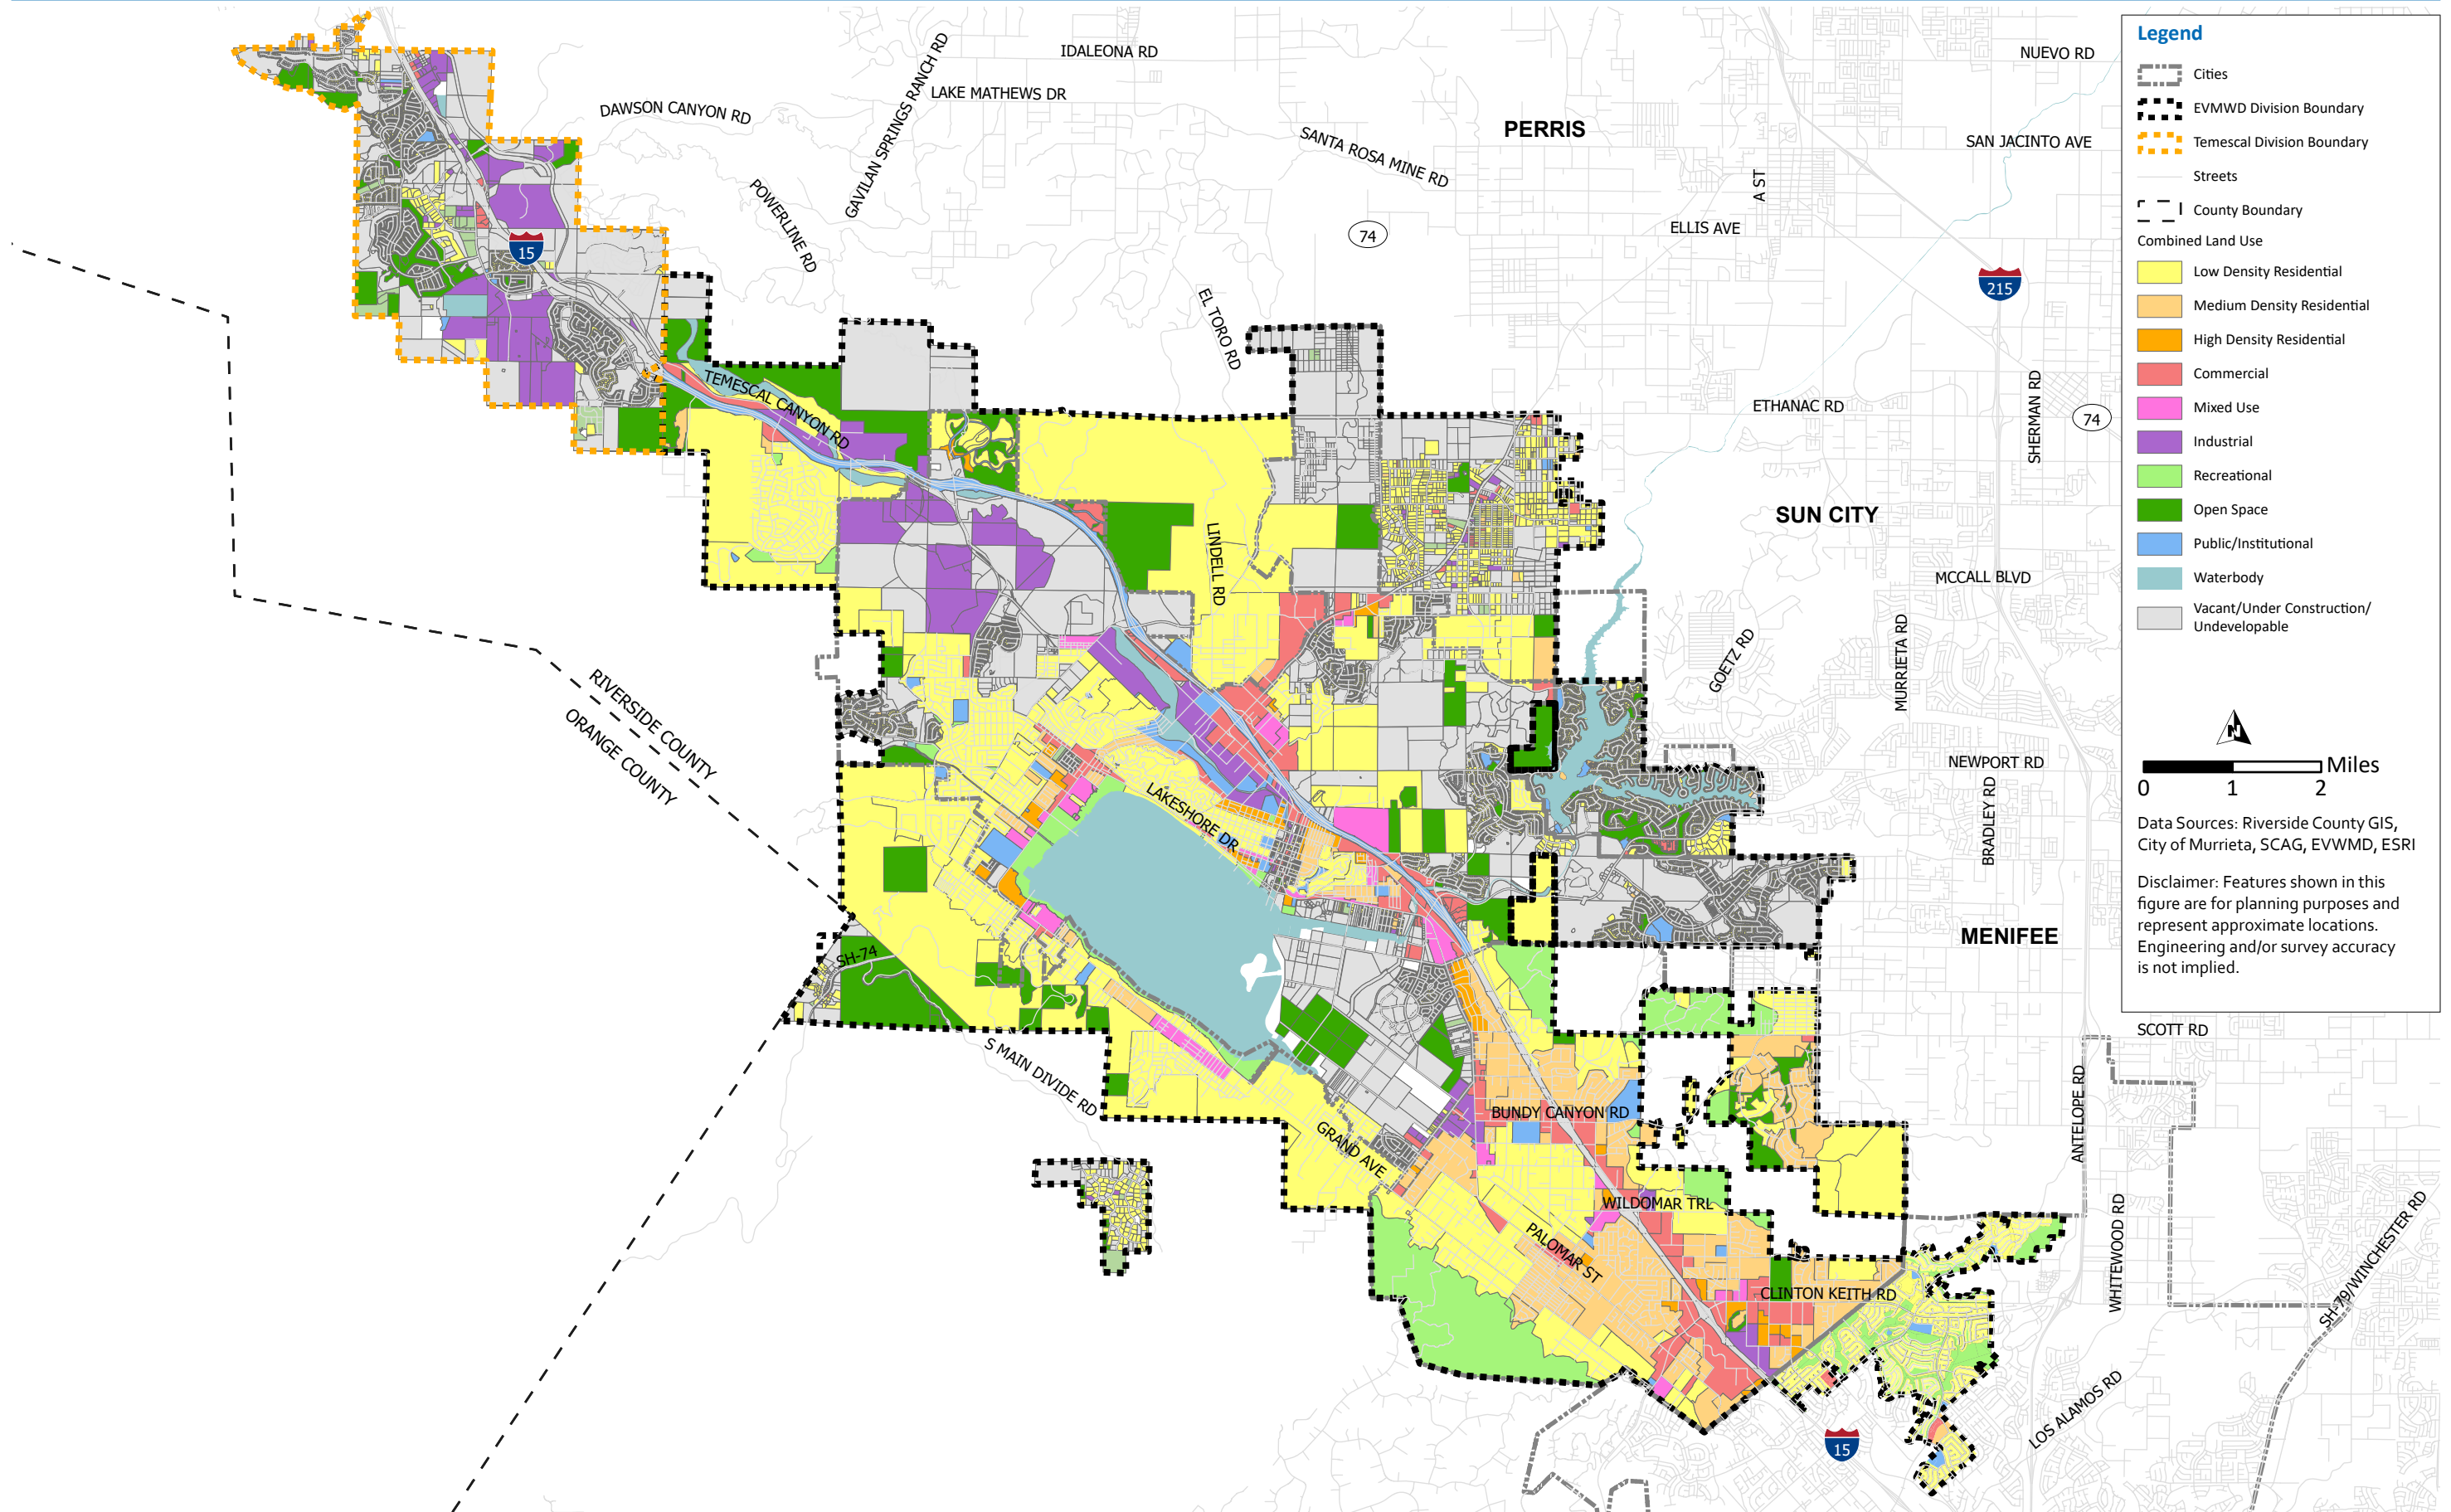 IDALEONA RD
NUEVO RD
LAKE MATHEWS DR
DAWSON CANYON RD
GAVILAN SPRINGS RANCH RD
PERRIS
SANTA ROSA MINE RD
SAN JACINTO AVE
A ST
POWERLINE RD
74
ELLIS AVE
15
215
EL TORO RD
TEMESCAL CANYON RD
ETHANAC RD
SHERMAN RD
74
SUN CITY
LINDELL RD
MCCALL BLVD
GOETZ RD
MURRIETA RD
RIVERSIDE COUNTY
ORANGE COUNTY
NEWPORT RD
LAKESHORE DR
BRADLEY RD
MENIFEE
SH-74
SCOTT RD
S MAIN DIVIDE RD
ANTELOPE RD
BUNDY CANYON RD
GRAND AVE
WILDOMAR TRL
PALOMAR ST
WHITEWOOD RD
SH-79/WINCHESTER RD
CLINTON KEITH RD
LOS ALAMOS RD
15
Legend
Cities
EVMWD Division Boundary
Temescal Division Boundary
Streets
County Boundary
Combined Land Use
Low Density Residential
Medium Density Residential
High Density Residential
Commercial
Mixed Use
Industrial
Recreational
Open Space
Public/Institutional
Waterbody
Vacant/Under Construction/
Undevelopable
N
Miles
0 1 2
Data Sources: Riverside County GIS,
City of Murrieta, SCAG, EVWMD, ESRI
Disclaimer: Features shown in this
figure are for planning purposes and
represent approximate locations.
Engineering and/or survey accuracy
is not implied.